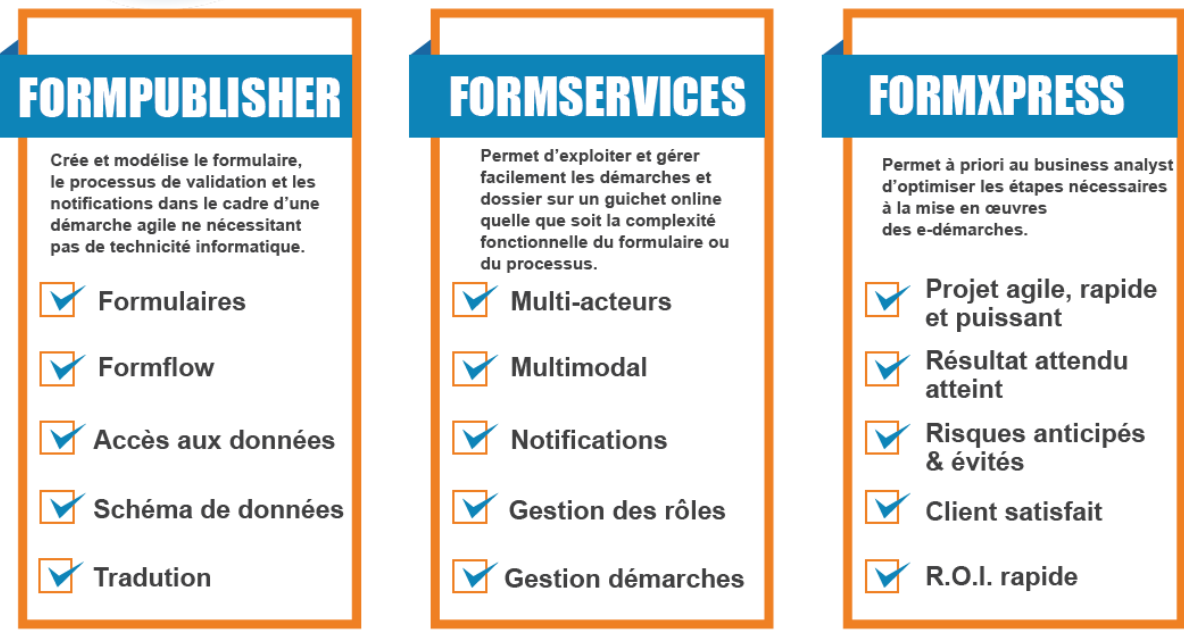 FORMPUBLISHER
Crée et modélise le formulaire,
le processus de validation et les
notifications dans le cadre d'une
démarche agile ne nécessitant
pas de technicité informatique.
Formulaires
Formflow
Accès aux données
Schéma de données
Tradution
FORMSERVICES
Permet d'exploiter et gérer
facilement les démarches et
dossier sur un guichet online
quelle que soit la complexité
fonctionnelle du formulaire ou
du processus.
Multi-acteurs
Multimodal
Notifications
Gestion des rôles
Gestion démarches
FORMXPRESS
Permet à priori au business analyst
d'optimiser les étapes nécessaires
à la mise en œuvres
des e-démarches.
Projet agile, rapide
et puissant
Résultat attendu
atteint
Risques anticipés
& évités
Client satisfait
R.O.I. rapide